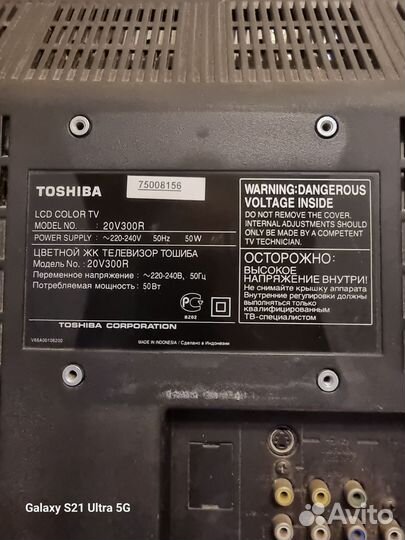 75008156
TOSHIBA
LCD COLOR TV
MODEL NO. : 20V300R
POWER SUPPLY : ~220-240V 50Hz 50W
ЦВЕТНОЙ ЖК ТЕЛЕВИЗОР ТОШИБА
Модель No. : 20V300R
Переменное напряжение : ~220-240В, 50Гц
Потребляемая мощность : 50Вт
BZ02
TOSHIBA CORPORATION
V66A00106200
MADE IN INDONESIA / Сделано в Индонезии
WARNING:DANGEROUS
VOLTAGE INSIDE
DO NOT REMOVE THE COVER.
INTERNAL ADJUSTMENTS SHOULD
ONLY BE MADE BY A COMPETENT
TV TECHNICIAN.
ОСТОРОЖНО:
ВЫСОКОЕ
НАПРЯЖЕНИЕ ВНУТРИ!
Не снимайте крышку аппарата
Внутренние регулировки должны
выполняться только
квалифицированным
ТВ-специалистом
Galaxy S21 Ultra 5G
Avito